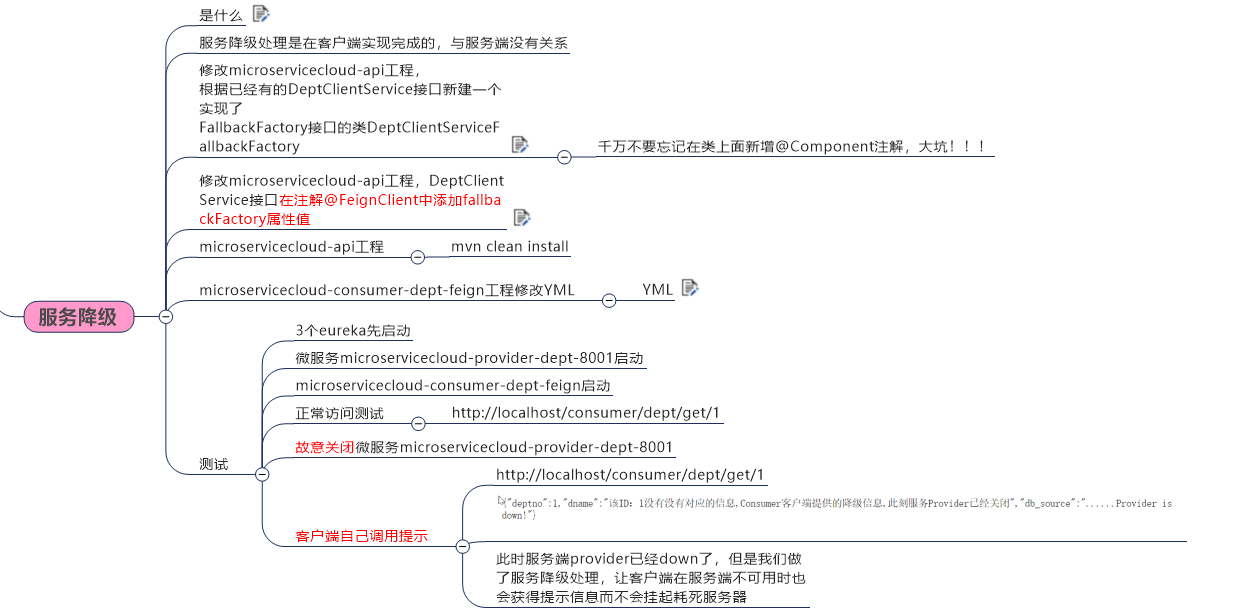 是什么
服务降级处理是在客户端实现完成的，与服务端没有关系
修改microservicecloud-api工程，
根据已经有的DeptClientService接口新建一个
实现了
FallbackFactory接口的类DeptClientServiceF
allbackFactory
千万不要忘记在类上面新增@Component注解，大坑！！！
修改microservicecloud-api工程，DeptClient
Service接口在注解@FeignClient中添加fallba
ckFactory属性值
microservicecloud-api工程
mvn clean install
microservicecloud-consumer-dept-feign工程修改YML
YML
服务降级
测试
3个eureka先启动
微服务microservicecloud-provider-dept-8001启动
microservicecloud-consumer-dept-feign启动
正常访问测试
http://localhost/consumer/dept/get/1
故意关闭微服务microservicecloud-provider-dept-8001
客户端自己调用提示
http://localhost/consumer/dept/get/1
{"deptno":1,"dname":"该ID：1没有没有对应的信息,Consumer客户端提供的降级信息,此刻服务Provider已经关闭","db_source":"......Provider is
down!"}
此时服务端provider已经down了，但是我们做
了服务降级处理，让客户端在服务端不可用时也
会获得提示信息而不会挂起耗死服务器